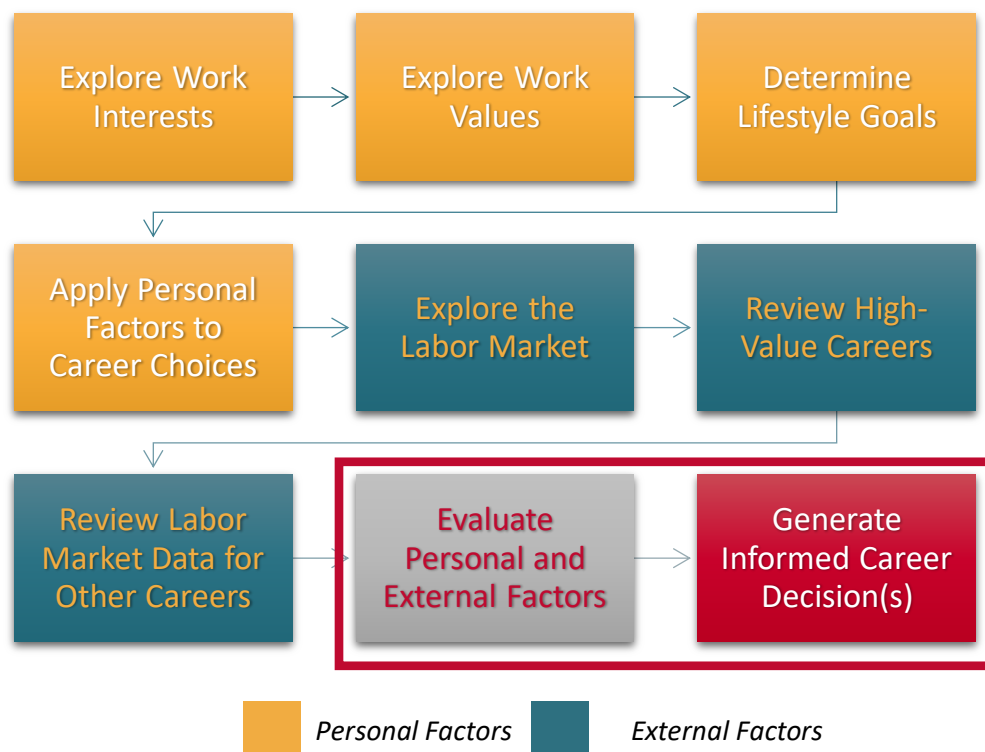 Explore Work
Interests
Explore Work
Values
Determine
Lifestyle Goals
Apply Personal
Factors to
Career Choices
Explore the
Labor Market
Review High-
Value Careers
Review Labor
Market Data for
Other Careers
Evaluate
Personal and
External Factors
Generate
Informed Career
Decision(s)
Personal Factors
External Factors